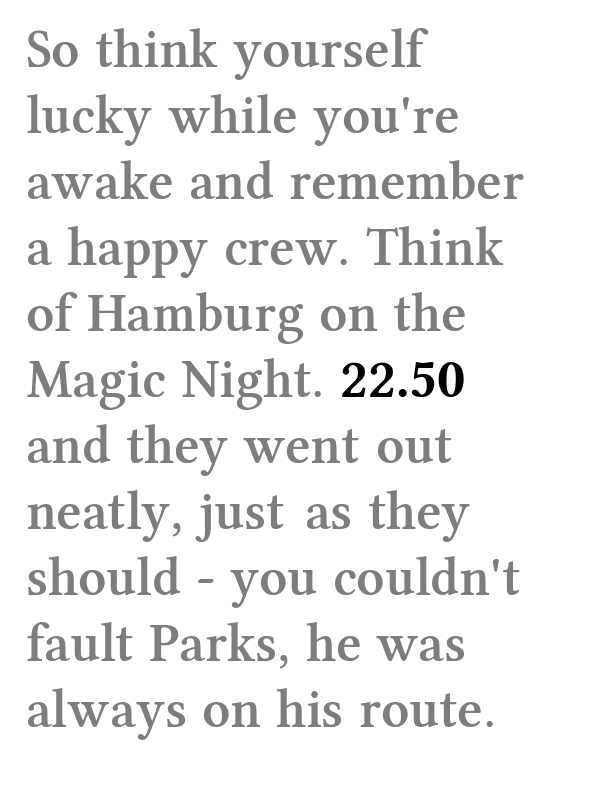 So think yourself
lucky while you're
awake and remember
a happy crew. Think
of Hamburg on the
Magic Night. 22.50
and they went out
neatly, just as they
should - you couldn't
fault Parks, he was
always on his route.